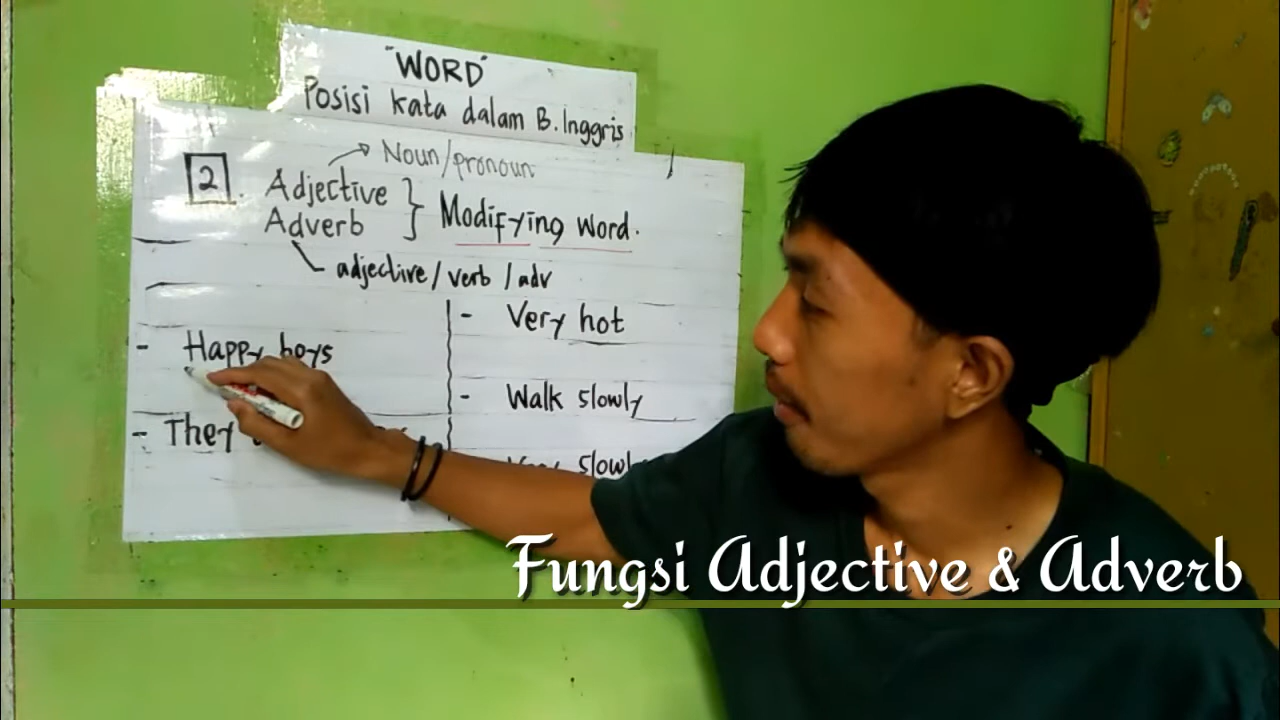 "WORD"
Posisi kata dalam B. Inggris
Noun/pronoun
2. Adjective
Adverb } Modifying word.
adjective / verb / adv
- Very hot
- Happy boys
- Walk slowly
- They
slowly
Fungsi Adjective & Adverb